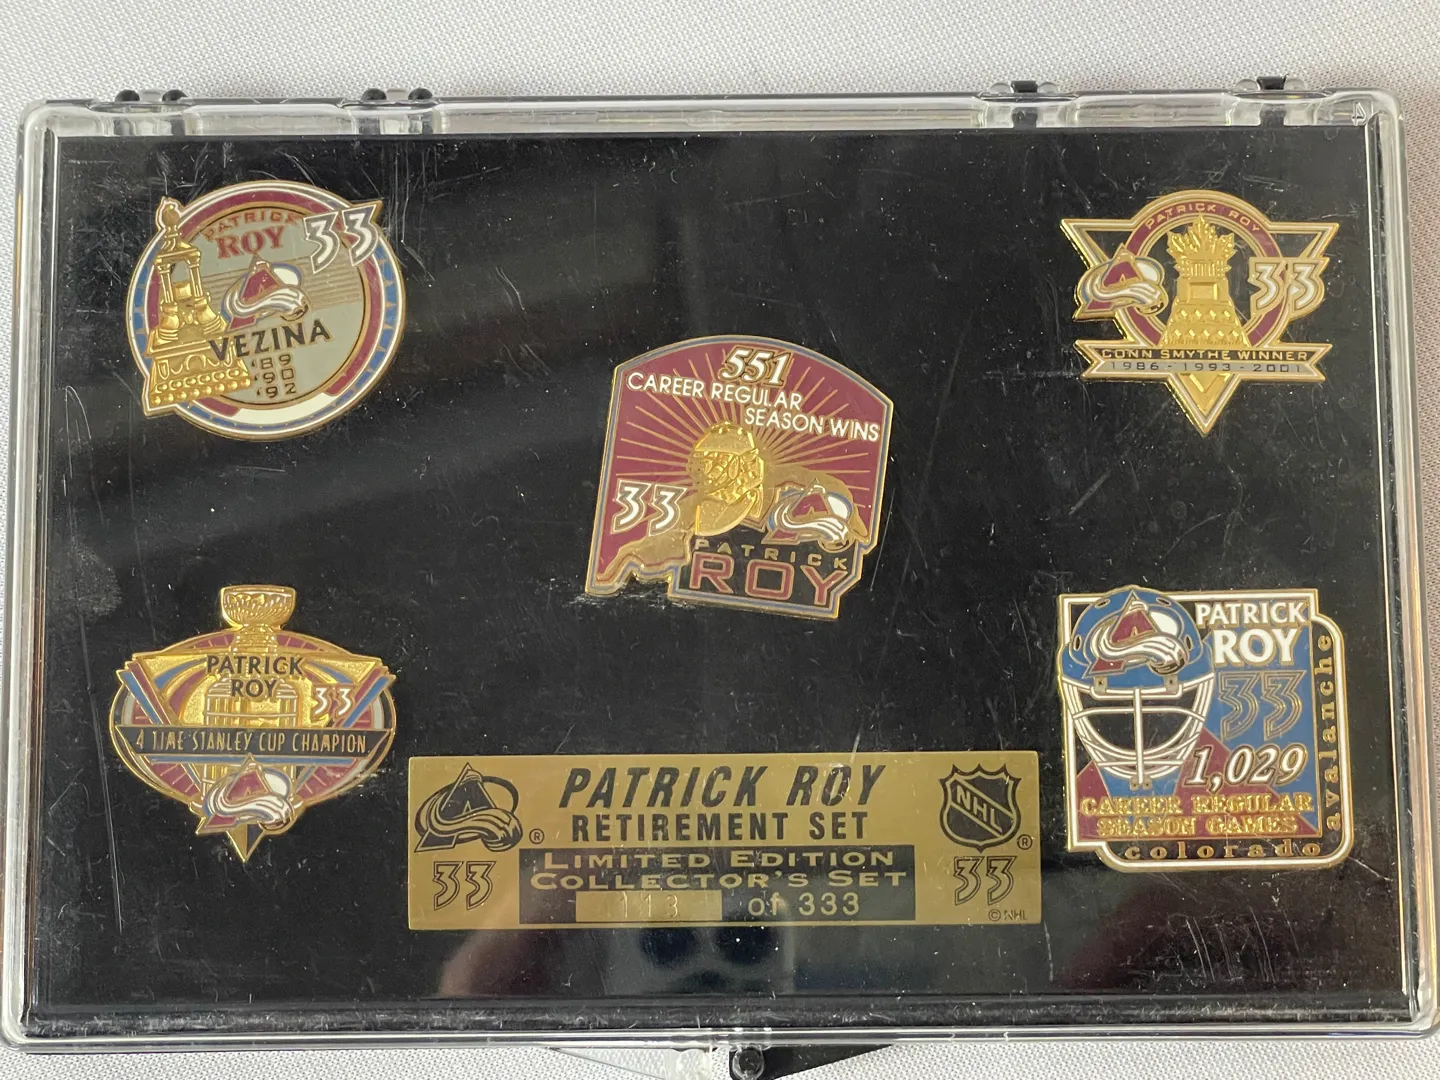 PATRICK
ROY
33
VEZINA
'89
'90
'92
PATRICK ROY
33
CONN SMYTHE WINNER
1986 - 1993 - 2001
551
CAREER REGULAR
SEASON WINS
33
PATRICK
ROY
PATRICK
ROY
33
4 TIME STANLEY CUP CHAMPION
PATRICK
ROY
33
1,029
CAREER REGULAR
SEASON GAMES
avalanche
colorado
PATRICK ROY
RETIREMENT SET
LIMITED EDITION
COLLECTOR'S SET
113 of 333
A ®
33
NHL ®
33
© NHL